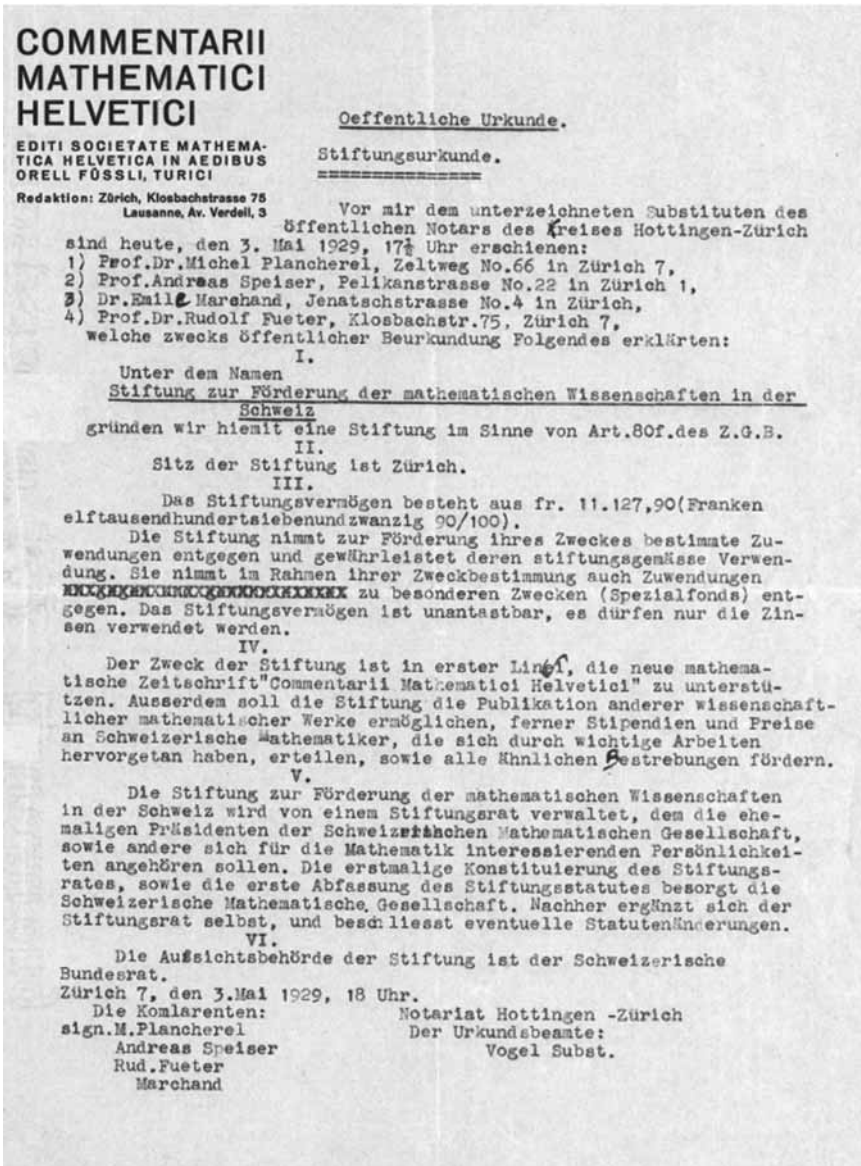 COMMENTARII
MATHEMATICI
HELVETICI
EDITI SOCIETATE MATHEMA-
TICA HELVETICA IN AEDIBUS
ORELL FÜSSLI, TURICI
Redaktion: Zürich, Klosbachstrasse 75
Lausanne, Av. Verdeil, 3
Oeffentliche Urkunde.
Stiftungsurkunde.
===============
Vor mir dem unterzeichneten Substituten des
öffentlichen Notars des Kreises Hottingen-Zürich
sind heute, den 3. Mai 1929, 17½ Uhr erschienen:
1) Prof.Dr.Michel Plancherel, Zeltweg No.66 in Zürich 7,
2) Prof.Andreas Speiser, Pelikanstrasse No.22 in Zürich 1,
3) Dr.Emile Marchand, Jenatschstrasse No.4 in Zürich,
4) Prof.Dr.Rudolf Fueter, Klosbachstr.75, Zürich 7,
welche zwecks öffentlicher Beurkundung Folgendes erklärten:
I.
Unter dem Namen
Stiftung zur Förderung der mathematischen Wissenschaften in der
Schweiz
gründen wir hiemit eine Stiftung im Sinne von Art.80f.des Z.G.B.
II.
Sitz der Stiftung ist Zürich.
III.
Das Stiftungsvermögen besteht aus fr. 11.127,90(Franken
elftausendhundertsiebenundzwanzig 90/100).
Die Stiftung nimmt zur Förderung ihres Zweckes bestimmte Zu-
wendungen entgegen und gewährleistet deren stiftungsgemässe Verwen-
dung. Sie nimmt im Rahmen ihrer Zweckbestimmung auch Zuwendungen
zu besonderen Zwecken (Spezialfonds) ent-
gegen. Das Stiftungsvermögen ist unantastbar, es dürfen nur die Zin-
sen verwendet werden.
IV.
Der Zweck der Stiftung ist in erster , die neue mathema-
tische Zeitschrift"Commentarii Mathematici Helvetici" zu unterstü-
tzen. Ausserdem soll die Stiftung die Publikation anderer wissenschaft-
licher mathematischer Werke ermöglichen, ferner Stipendien und Preise
an Schweizerische Mathematiker, die sich durch wichtige Arbeiten
hervorgetan haben, erteilen, sowie alle ähnlichen Bestrebungen fördern.
V.
Die Stiftung zur Förderung der mathematischen Wissenschaften
in der Schweiz wird von einem Stiftungsrat verwaltet, dem die ehe-
maligen Präsidenten der Mathematischen Gesellschaft,
sowie andere sich für die Mathematik interessierenden Persönlichkei-
ten angehören sollen. Die erstmalige Konstituierung des Stiftungs-
rates, sowie die erste Abfassung des Stiftungsstatutes besorgt die
Schweizerische Mathematische Gesellschaft. Nachher ergänzt sich der
Stiftungsrat selbst, und beschliesst eventuelle Statutenänderungen.
VI.
Die Aufsichtsbehörde der Stiftung ist der Schweizerische
Bundesrat.
Zürich 7, den 3.Mai 1929, 18 Uhr.
Die Komlarenten:
Notariat Hottingen -Zürich
sign.M.Plancherel
Der Urkundsbeamte:
Andreas Speiser
Vogel Subst.
Rud.Fueter
Marchand